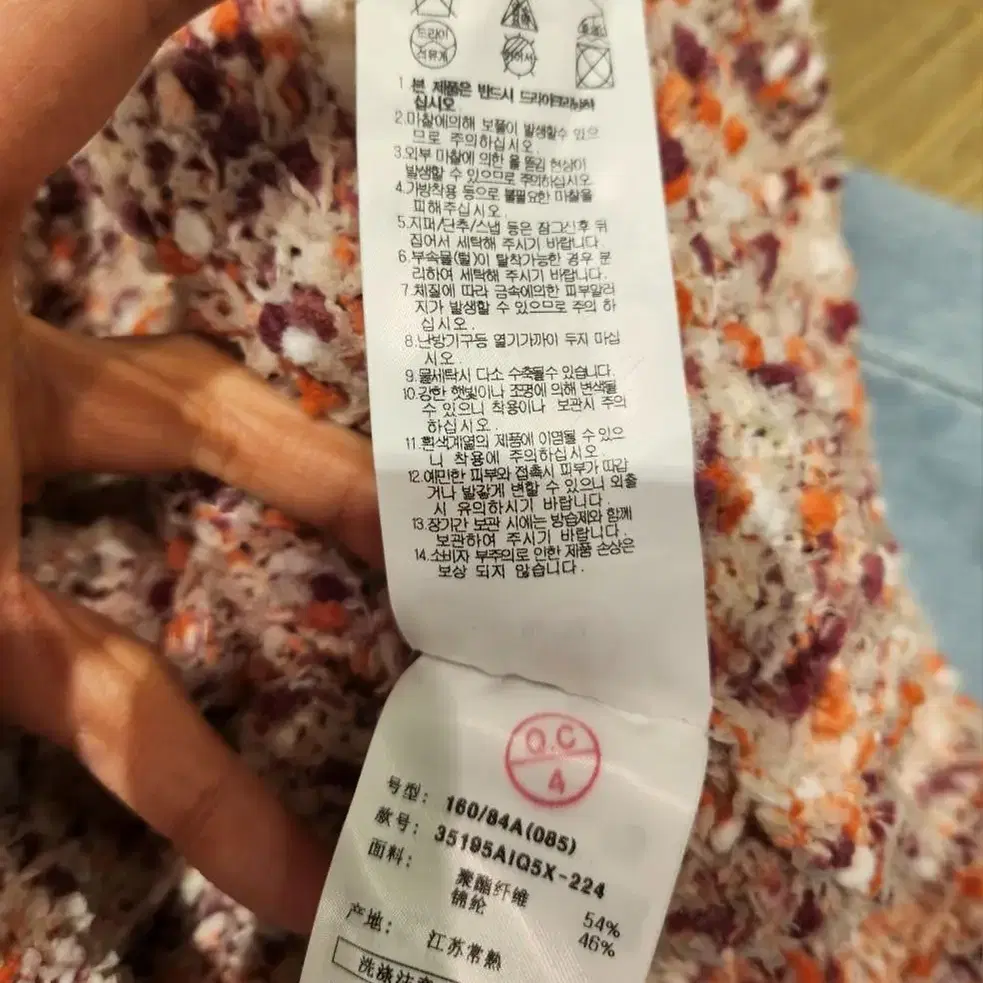 드라이
석유계
1 본 제품은 반드시 드라이크리닝하
십시오.
2.마찰에의해 보풀이 발생할수 있으
므로 주의하십시오.
3.외부 마찰에 의한 올 뜯김 현상이
발생할 수 있으므로 주의하십시오.
4.가방착용 등으로 불필요한 마찰을
피해주십시오.
5.지퍼/단추/스냅 등은 잠그신후 뒤
집어서 세탁해 주시기 바랍니다.
6.부속물(털)이 탈착가능한 경우 분
리하여 세탁해 주시기 바랍니다.
7.체질에 따라 금속에의한 피부알러
지가 발생할 수 있으므로 주의 하
십시오.
8.난방기구등 열기가까이 두지 마십
시오.
9.물세탁시 다소 수축될수 있습니다.
10.강한 햇빛이나 조명에 의해 변색될
수 있으니 착용이나 보관시 주의
하십시오.
11.흰색계열의 제품에 이염될 수 있으
니 착용에 주의하십시오.
12.예민한 피부와 접촉시 피부가 따갑
거나 발갛게 변할 수 있으니 외출
시 유의하시기 바랍니다.
13.장기간 보관 시에는 방습제와 함께
보관하여 주시기 바랍니다.
14.소비자 부주의로 인한 제품 손상은
보상 되지 않습니다.
Q.C
4
号型: 160/84A(085)
款号: 35195AIQ5X-224
面料:
聚酯纤维 54%
锦纶 46%
产地: 江苏常熟
洗涤注意